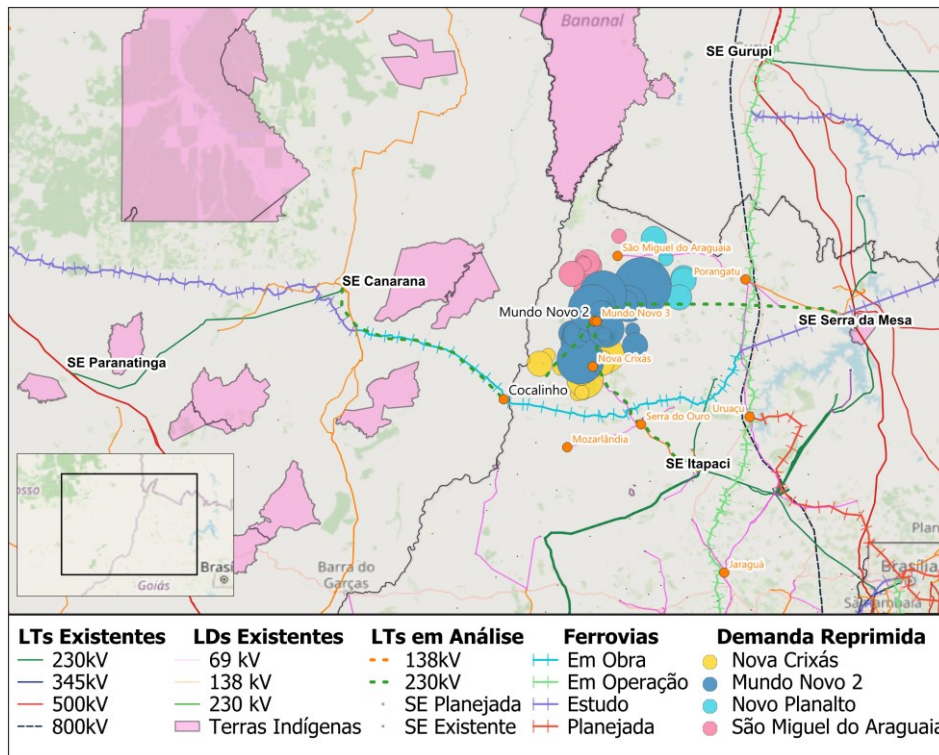 Bananal
SE Gurupi
São Miguel do Araguaia
Porangatu
SE Canarana
Mundo Novo 2
Mundo Novo 3
SE Serra da Mesa
SE Paranatinga
Nova Crixás
Cocalinho
Uruaçu
Serra do Ouro
Mozarlândia
SE Itapaci
osso
Plan
Brasíl
Goiás
Barra do
Garças
Jaraguá
Brasília
LTs Existentes
230kV
345kV
500kV
800kV
LDs Existentes
69 kV
138 kV
230 kV
Terras Indígenas
LTs em Análise
138kV
230kV
SE Planejada
SE Existente
Ferrovias
Em Obra
Em Operação
Estudo
Planejada
Demanda Reprimida
Nova Crixás
Mundo Novo 2
Novo Planalto
São Miguel do Araguaia